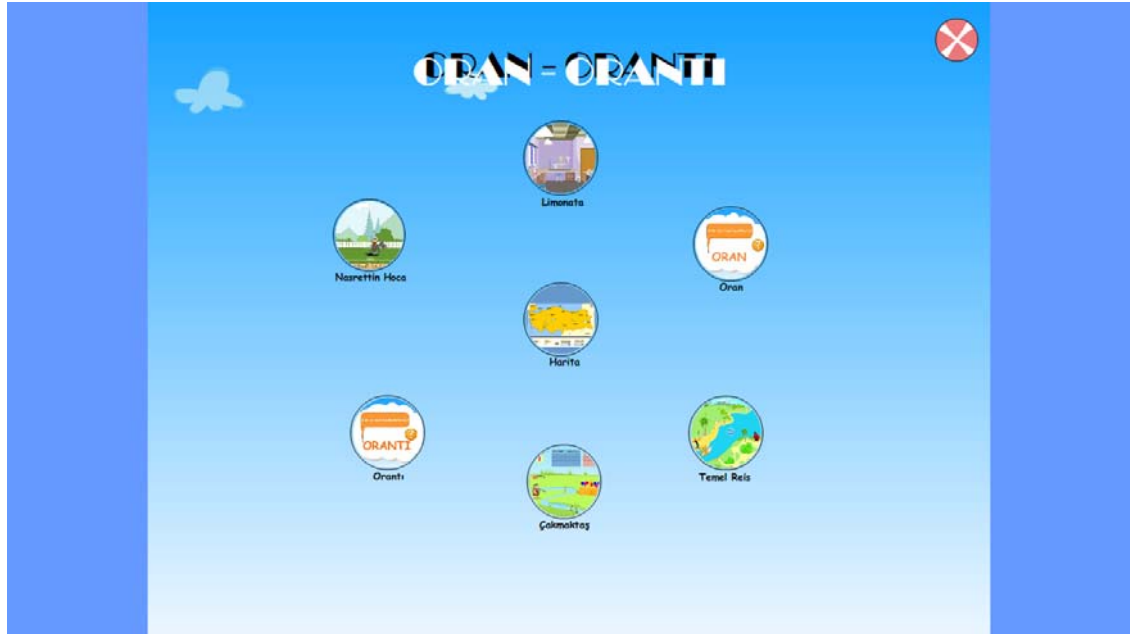 ORAN = ORANTI
Limonata
Nasrettin Hoca
ORAN
Oran
Harita
ORANTI
Orantı
Temel Reis
Çakmaktaş